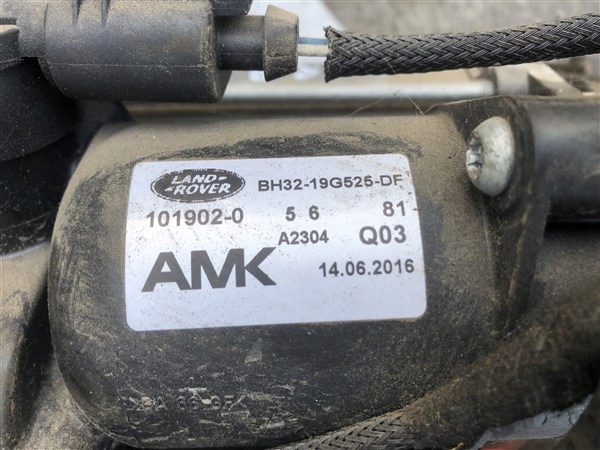 LAND-
-ROVER
BH32-19G525-DF
101902-0 5 6 81
A2304 Q03
AMK 14.06.2016